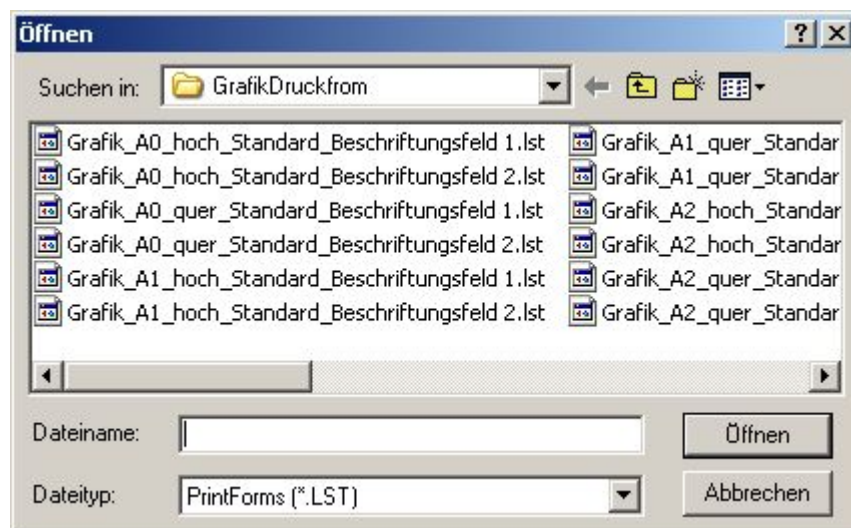 Öffnen
Suchen in: GrafikDruckfrom
Grafik_A0_hoch_Standard_Beschriftungsfeld 1.lst
Grafik_A0_hoch_Standard_Beschriftungsfeld 2.lst
Grafik_A0_quer_Standard_Beschriftungsfeld 1.lst
Grafik_A0_quer_Standard_Beschriftungsfeld 2.lst
Grafik_A1_hoch_Standard_Beschriftungsfeld 1.lst
Grafik_A1_hoch_Standard_Beschriftungsfeld 2.lst
Grafik_A1_quer_Standar
Grafik_A1_quer_Standar
Grafik_A2_hoch_Standar
Grafik_A2_hoch_Standar
Grafik_A2_quer_Standar
Grafik_A2_quer_Standar
Dateiname: Öffnen
Dateityp: PrintForms (*.LST) Abbrechen